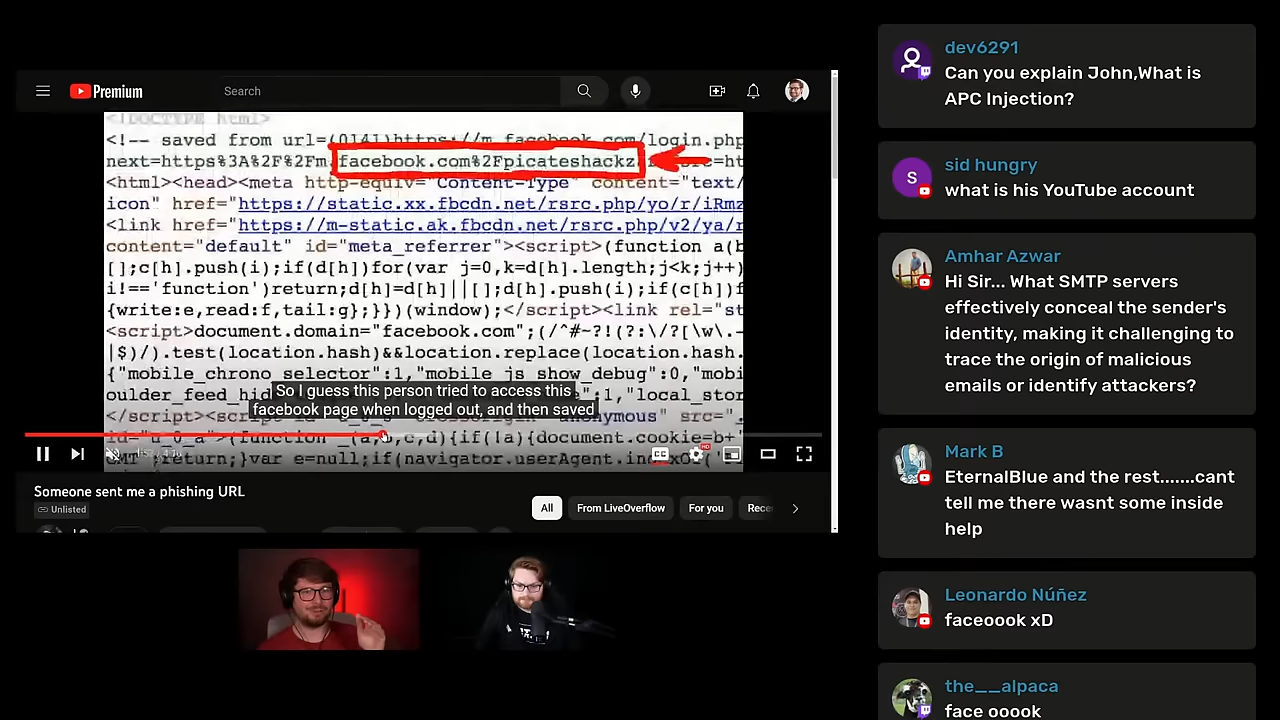 Premium
Search
<!DOCTYPE html>
<!-- saved from url=(0141)https://m.facebook.com/login.php
next=https%3A%2F%2Fm.facebook.com%2Fpicateshackz
<html><head><meta http-equiv="Content-Type" content="text/
icon" href="https://static.xx.fbcdn.net/rsrc.php/yo/r/iRmz
<link href="https://m-static.ak.fbcdn.net/rsrc.php/v2/ya/r
content="default" id="meta_referrer"><script>(function a(b
[];c[h].push(i);if(d[h])for(var j=0,k=d[h].length;j<k;j++)
i!=='function')return;d[h]=d[h]||[];d[h].push(i);if(c[h])f
{write:e,read:f,tail:g};}})(window);</script><link rel="st
<script>document.domain="facebook.com";(/^#~?!(?:\/?[\w\.-
|$)/).test(location.hash)&&location.replace(location.hash.
{"mobile_chrono_selector":1,"mobile_js_show_debug":0,"mobi
So I guess this person tried to access this
facebook page when logged out, and then saved
Someone sent me a phishing URL
Unlisted
All
From LiveOverflow
For you
Rece
dev6291
Can you explain John,What is
APC Injection?
S
sid hungry
what is his YouTube account
Amhar Azwar
Hi Sir... What SMTP servers
effectively conceal the sender's
identity, making it challenging to
trace the origin of malicious
emails or identify attackers?
Mark B
EternalBlue and the rest.......cant
tell me there wasnt some inside
help
Leonardo Núñez
faceoook xD
the__alpaca
face ooook